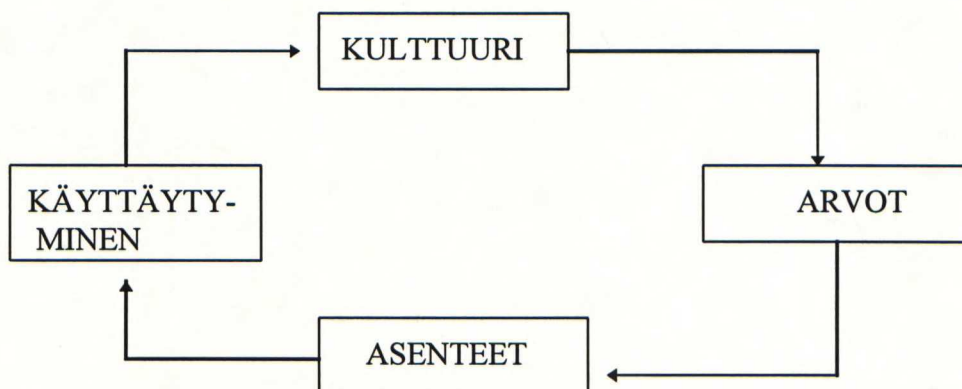 KULTTUURI
KÄYTTÄYTY-
MINEN
ARVOT
ASENTEET